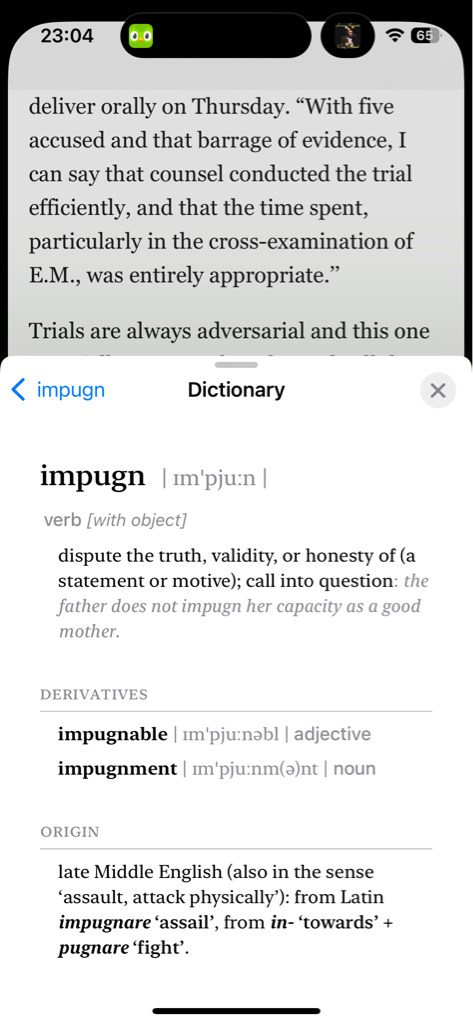 23:04
65
deliver orally on Thursday. “With five
accused and that barrage of evidence, I
can say that counsel conducted the trial
efficiently, and that the time spent,
particularly in the cross-examination of
E.M., was entirely appropriate.”
Trials are always adversarial and this one
impugn
Dictionary
impugn | ɪmˈpjuːn |
verb [with object]
dispute the truth, validity, or honesty of (a
statement or motive); call into question: the
father does not impugn her capacity as a good
mother.
DERIVATIVES
impugnable | ɪmˈpjuːnəbl | adjective
impugnment | ɪmˈpjuːnm(ə)nt | noun
ORIGIN
late Middle English (also in the sense
‘assault, attack physically’): from Latin
impugnare ‘assail’, from in- ‘towards’ +
pugnare ‘fight’.